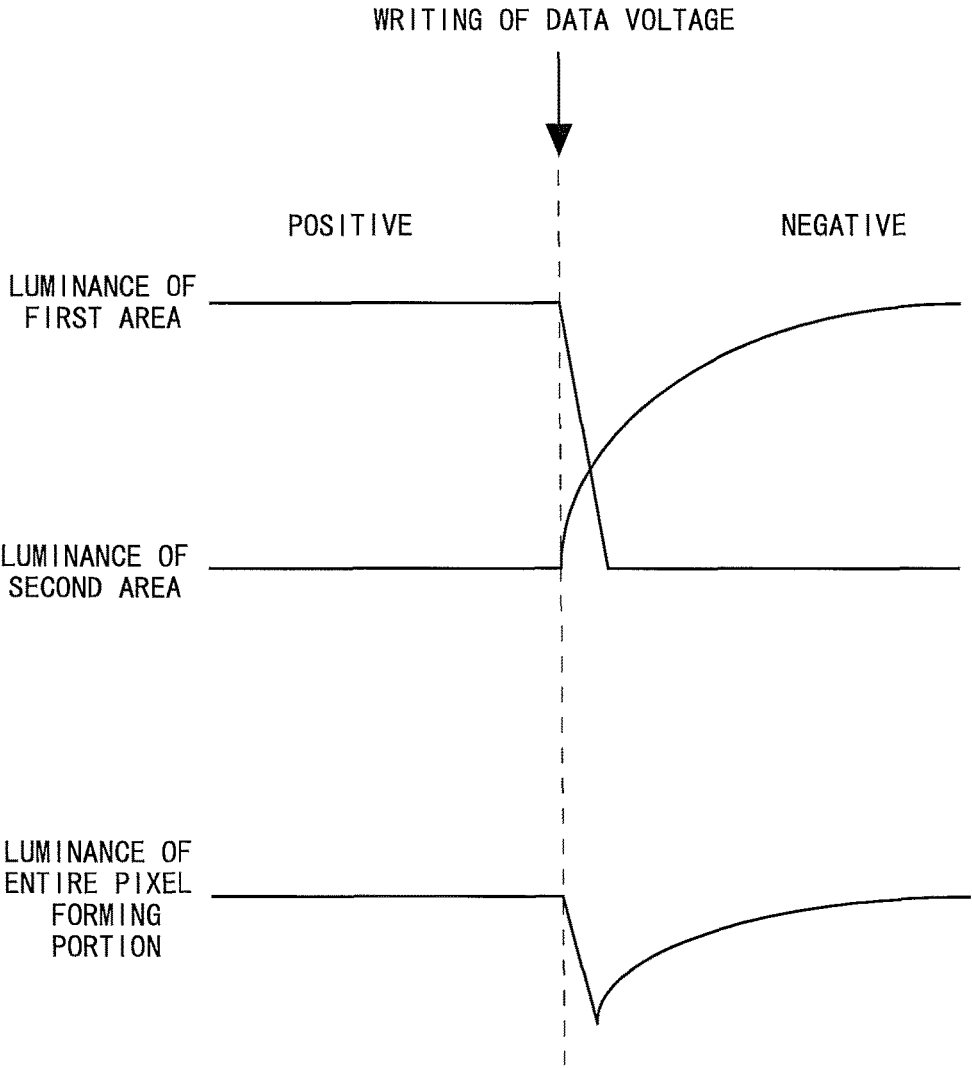 WRITING OF DATA VOLTAGE
POSITIVE
NEGATIVE
LUMINANCE OF
FIRST AREA
LUMINANCE OF
SECOND AREA
LUMINANCE OF
ENTIRE PIXEL
FORMING
PORTION